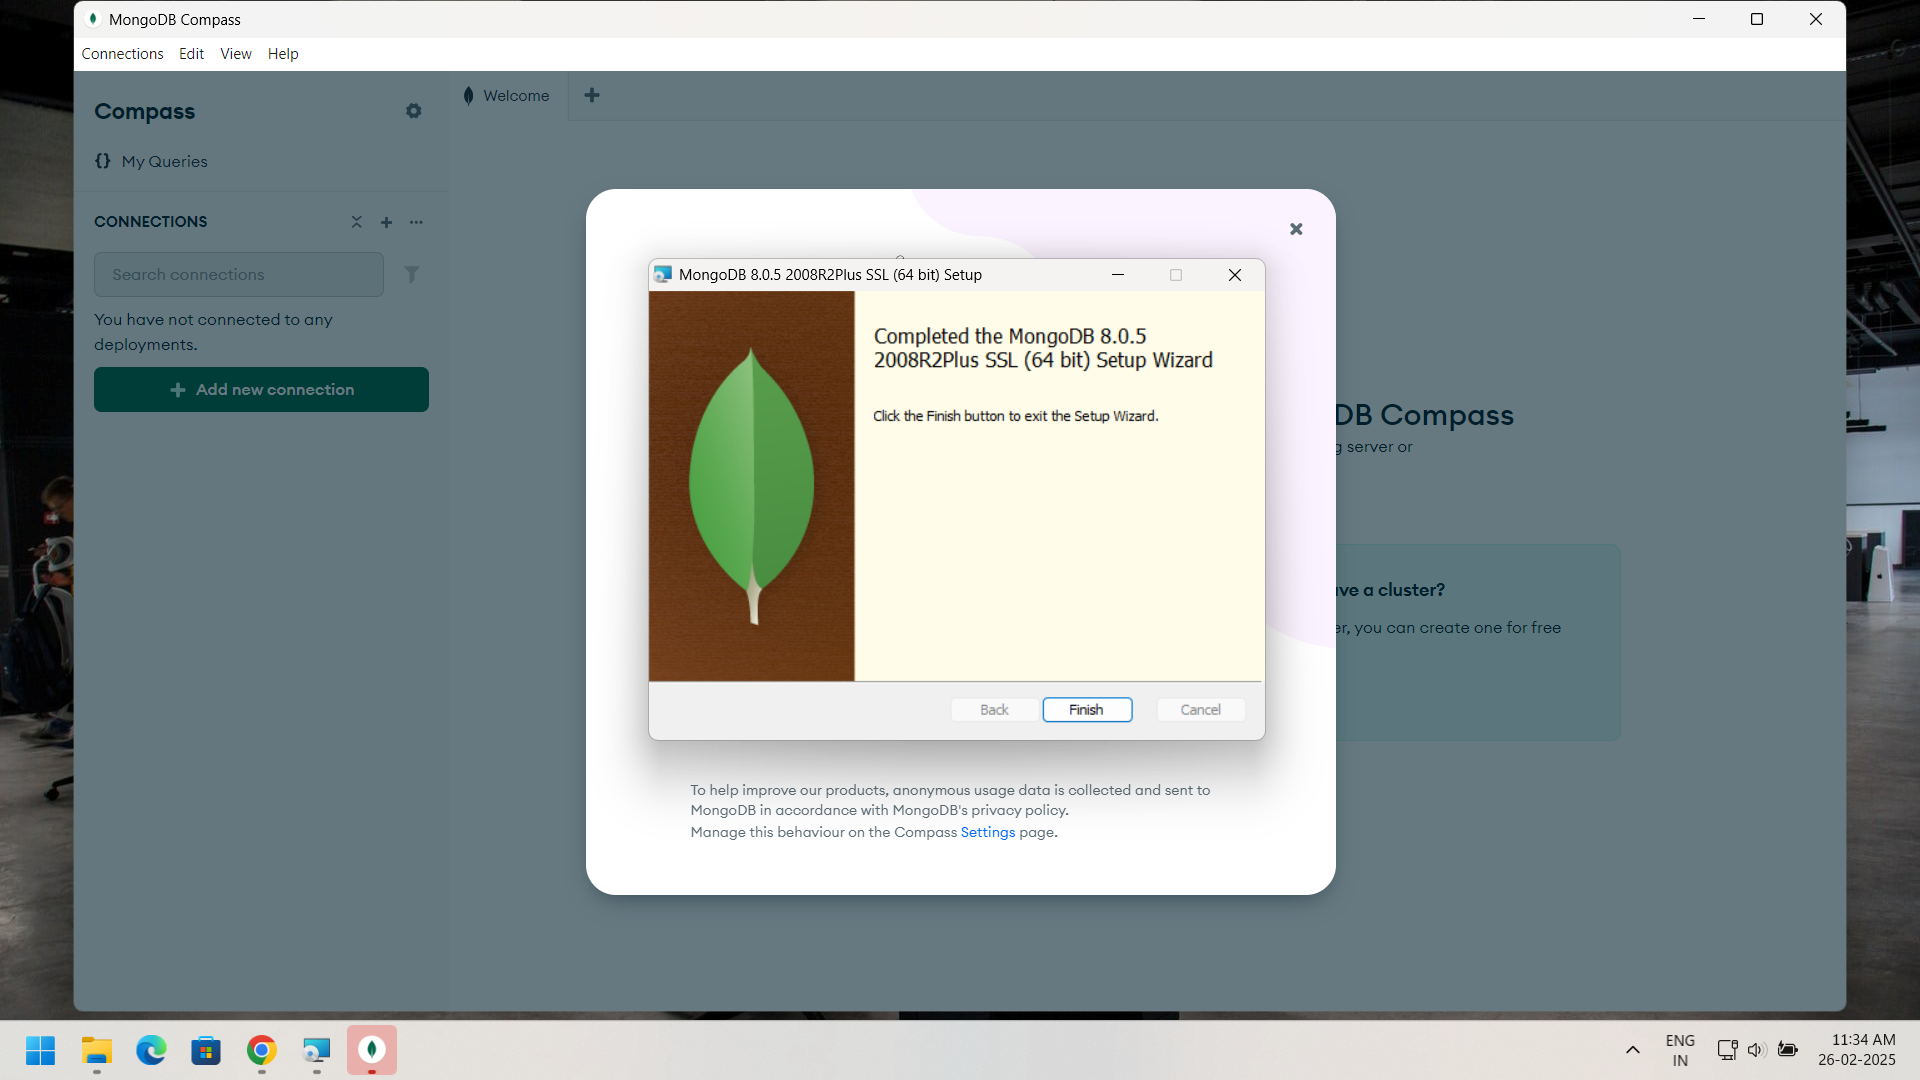 MongoDB Compass
Connections Edit View Help
Compass
Welcome
My Queries
CONNECTIONS
Search connections
You have not connected to any
deployments.
Add new connection
MongoDB 8.0.5 2008R2Plus SSL (64 bit) Setup
Completed the MongoDB 8.0.5
2008R2Plus SSL (64 bit) Setup Wizard
Click the Finish button to exit the Setup Wizard.
Back Finish Cancel
DB Compass
server or
a cluster?
, you can create one for free
To help improve our products, anonymous usage data is collected and sent to
MongoDB in accordance with MongoDB's privacy policy.
Manage this behaviour on the Compass Settings page.
ENG
IN
11:34 AM
26-02-2025